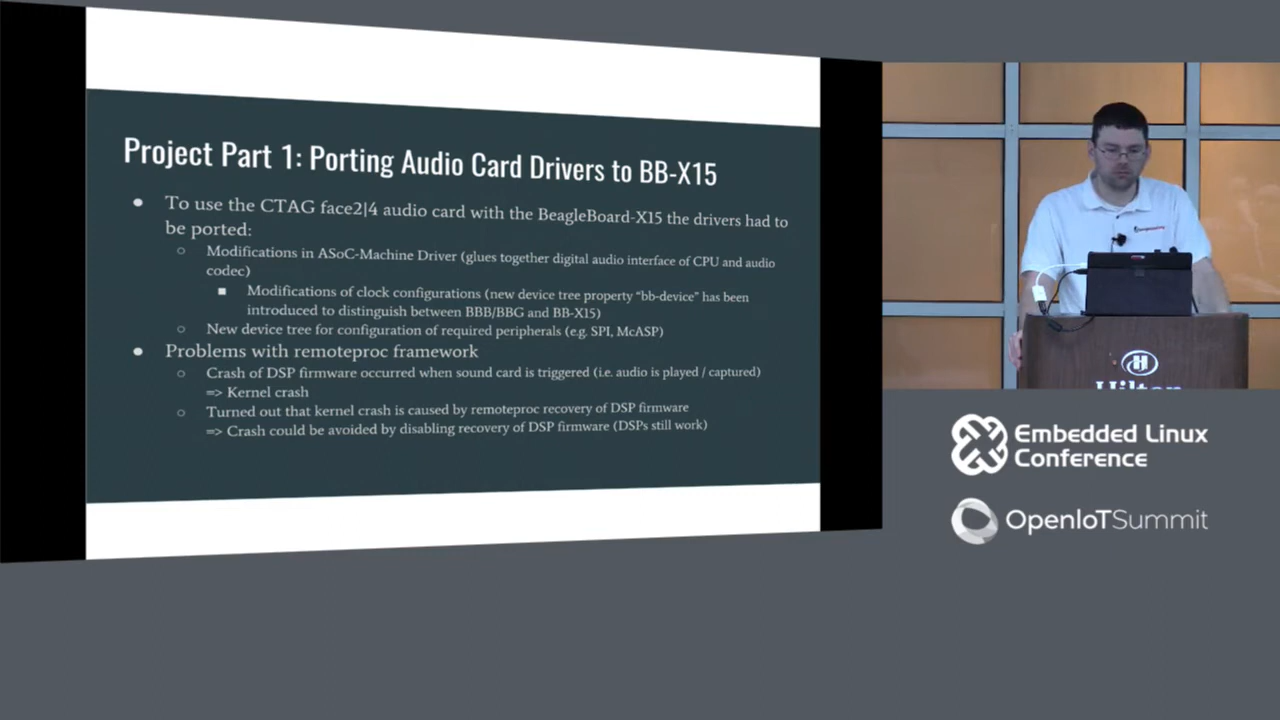 Project Part 1: Porting Audio Card Drivers to BB-X15
● To use the CTAG face2|4 audio card with the BeagleBoard-X15 the drivers had to
be ported:
○ Modifications in ASoC-Machine Driver (glues together digital audio interface of CPU and audio
codec)
■ Modifications of clock configurations (new device tree property “bb-device” has been
introduced to distinguish between BBB/BBG and BB-X15)
○ New device tree for configuration of required peripherals (e.g. SPI, McASP)
● Problems with remoteproc framework
○ Crash of DSP firmware occurred when sound card is triggered (i.e. audio is played / captured)
=> Kernel crash
○ Turned out that kernel crash is caused by remoteproc recovery of DSP firmware
=> Crash could be avoided by disabling recovery of DSP firmware (DSPs still work)
Hilton
Embedded Linux
Conference
OpenIoTSummit